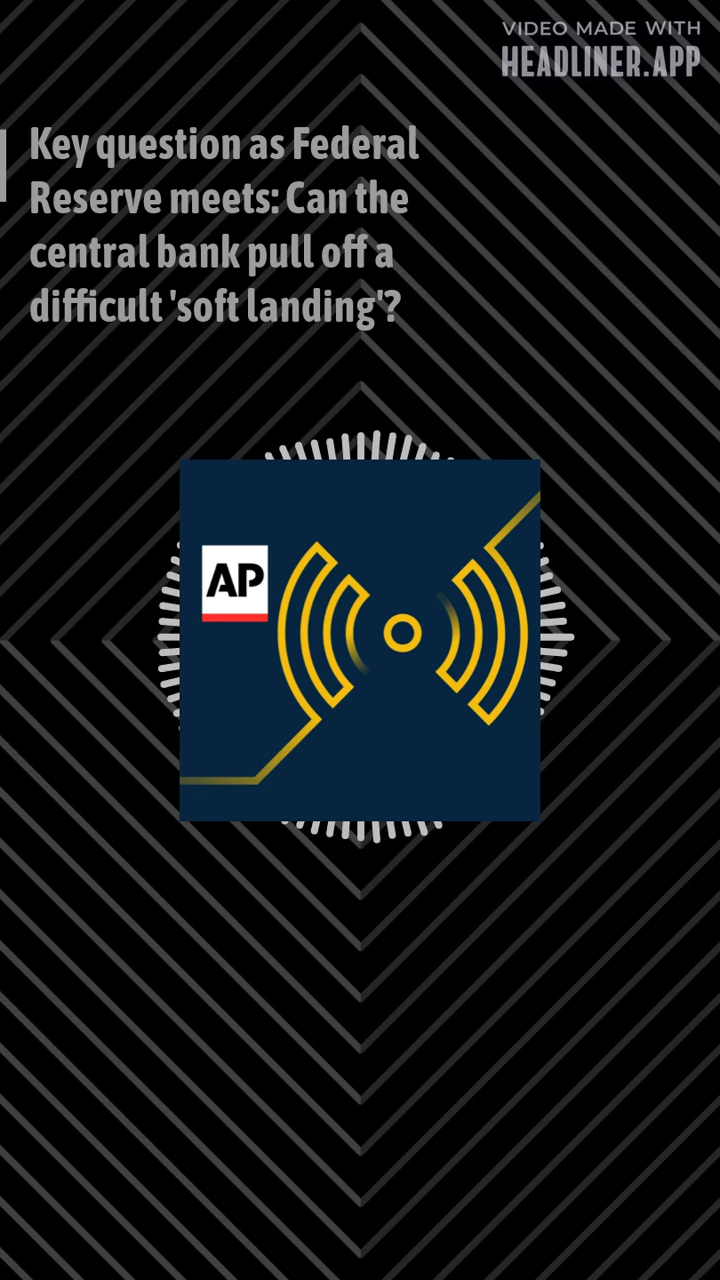 VIDEO MADE WITH
HEADLINER.APP
Key question as Federal
Reserve meets: Can the
central bank pull off a
difficult 'soft landing'?
AP